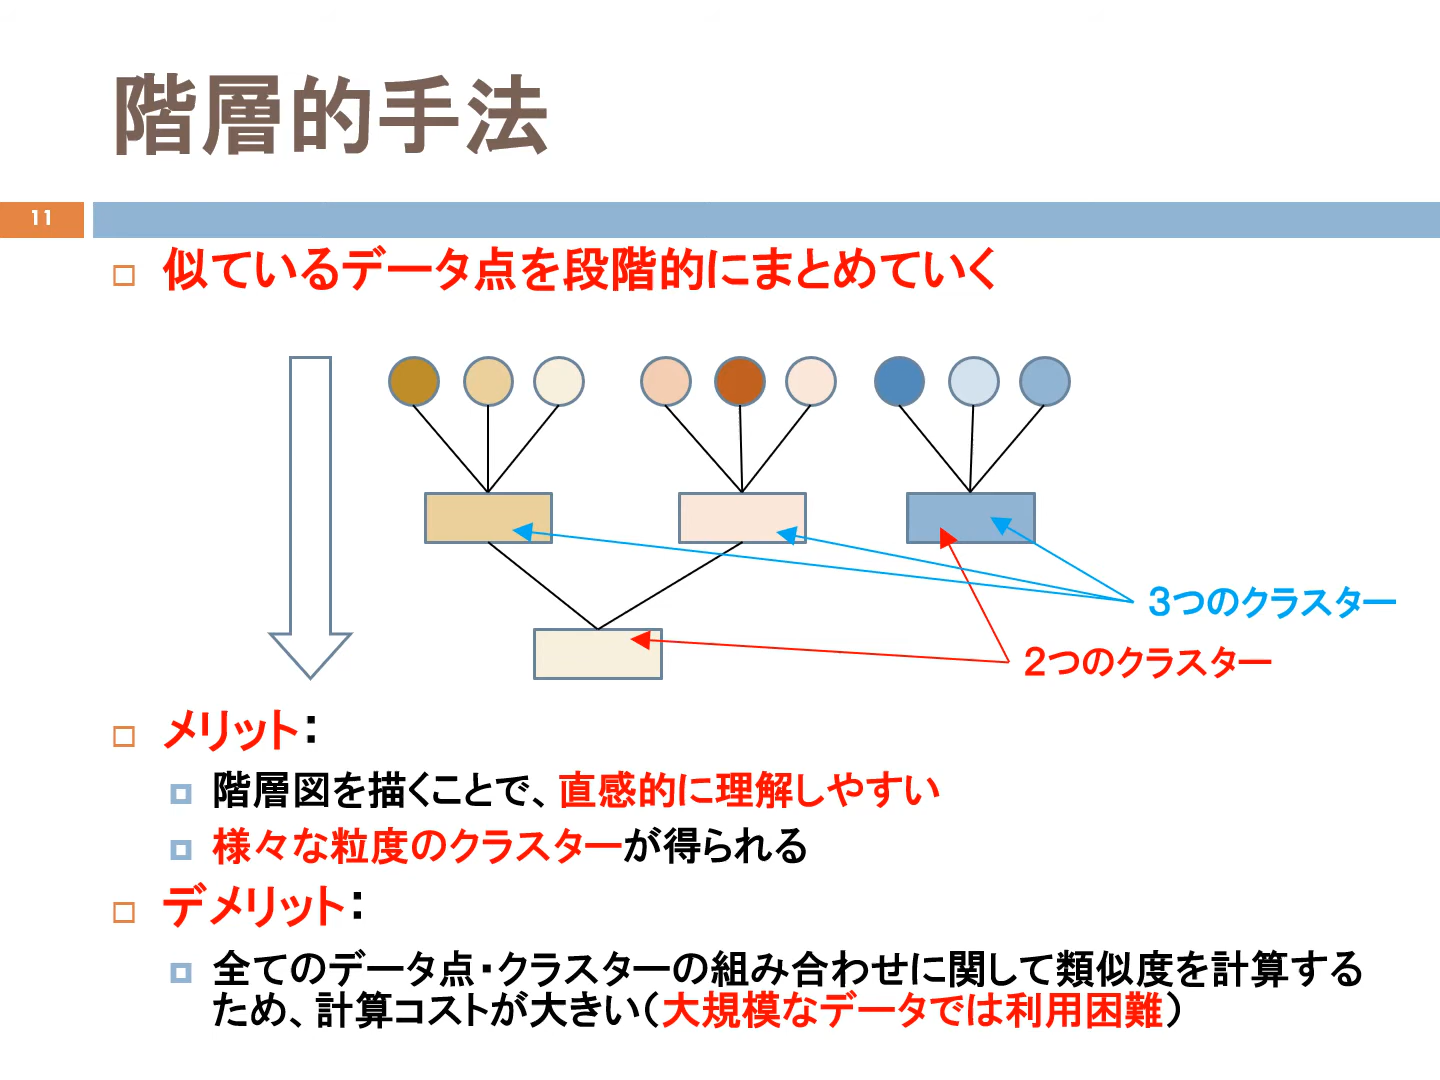 階層的手法
11
似ているデータ点を段階的にまとめていく
3つのクラスター
2つのクラスター
メリット：
階層図を描くことで、直感的に理解しやすい
様々な粒度のクラスターが得られる
デメリット：
全てのデータ点・クラスターの組み合わせに関して類似度を計算する
ため、計算コストが大きい（大規模なデータでは利用困難）